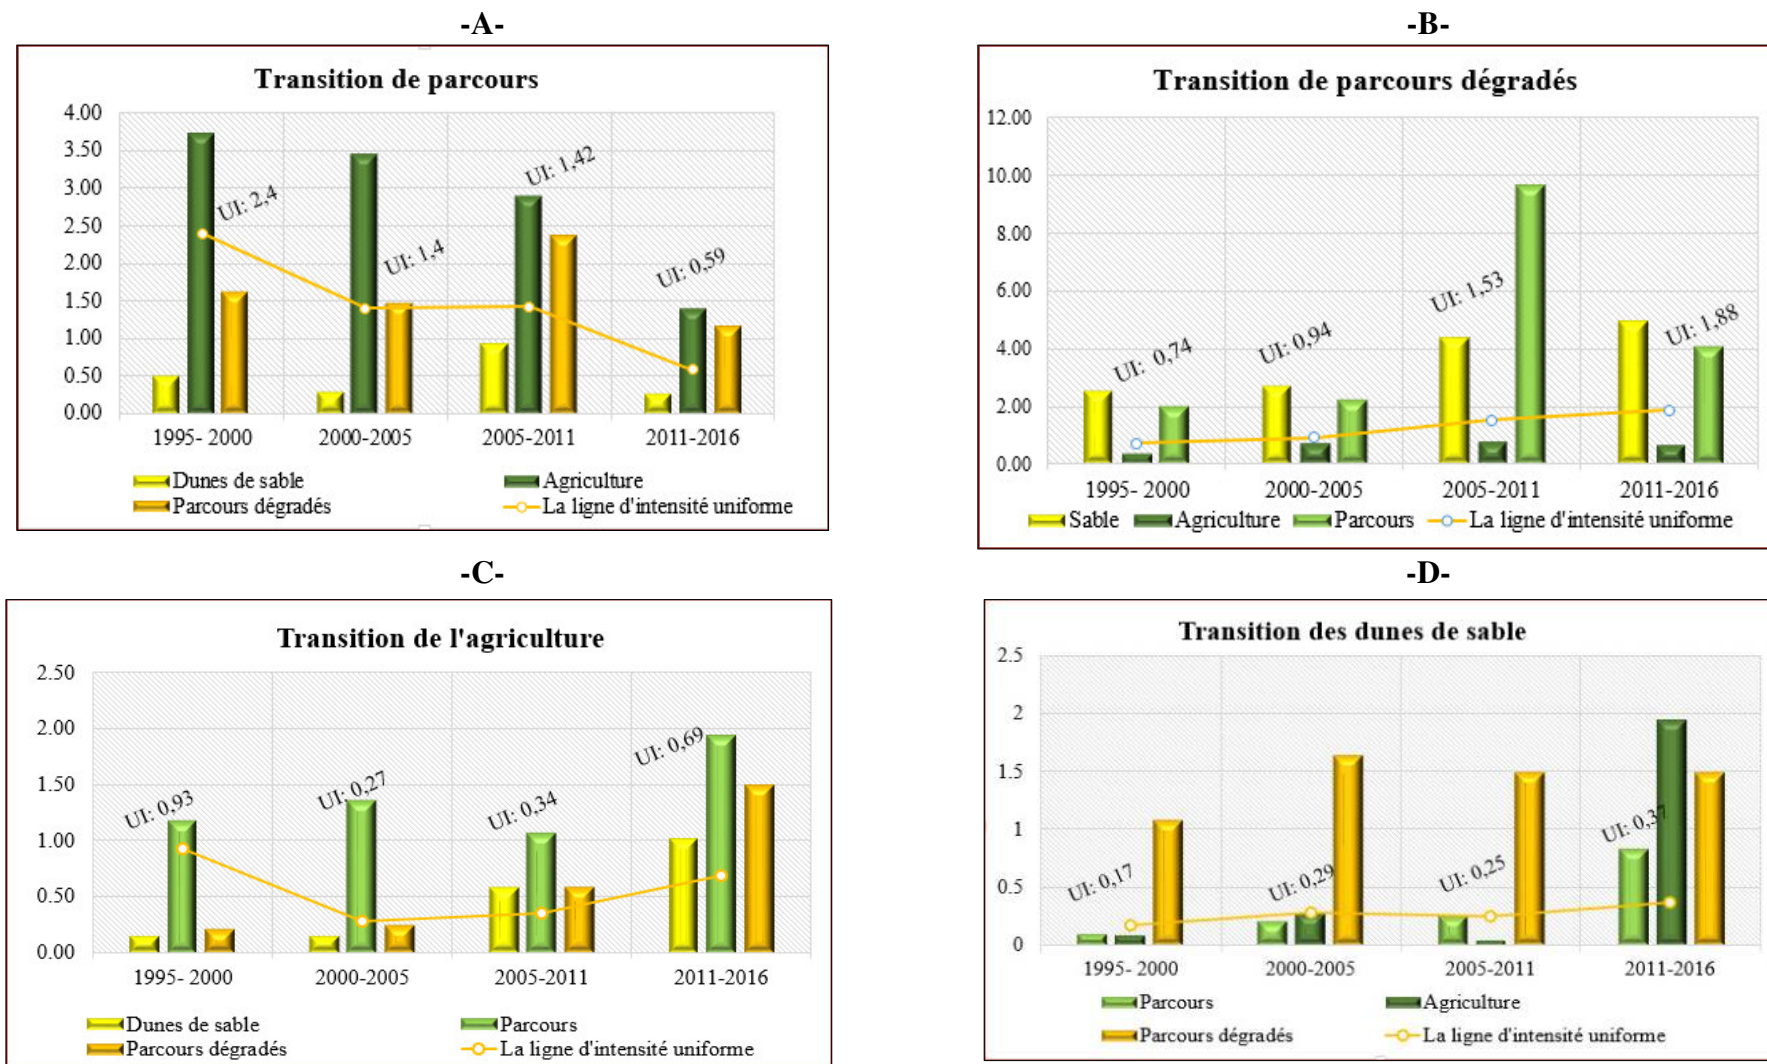 -A-
Transition de parcours
4.00
3.50
3.00
2.50
2.00
1.50
1.00
0.50
0.00
UI: 2,4
UI: 1,4
UI: 1,42
UI: 0,59
1995- 2000 2000-2005 2005-2011 2011-2016
Dunes de sable Agriculture
Parcours dégradés La ligne d'intensité uniforme
-B-
Transition de parcours dégradés
12.00
10.00
8.00
6.00
4.00
2.00
0.00
UI: 0,74
UI: 0,94
UI: 1,53
UI: 1,88
1995- 2000 2000-2005 2005-2011 2011-2016
Sable Agriculture Parcours La ligne d'intensité uniforme
-C-
Transition de l'agriculture
2.50
2.00
1.50
1.00
0.50
0.00
UI: 0,93
UI: 0,27
UI: 0,34
UI: 0,69
1995- 2000 2000-2005 2005-2011 2011-2016
Dunes de sable Parcours
Parcours dégradés La ligne d'intensité uniforme
-D-
Transition des dunes de sable
2.5
2
1.5
1
0.5
0
UI: 0,17
UI: 0,29
UI: 0,25
UI: 0,37
1995- 2000 2000-2005 2005-2011 2011-2016
Parcours Agriculture
Parcours dégradés La ligne d'intensité uniforme